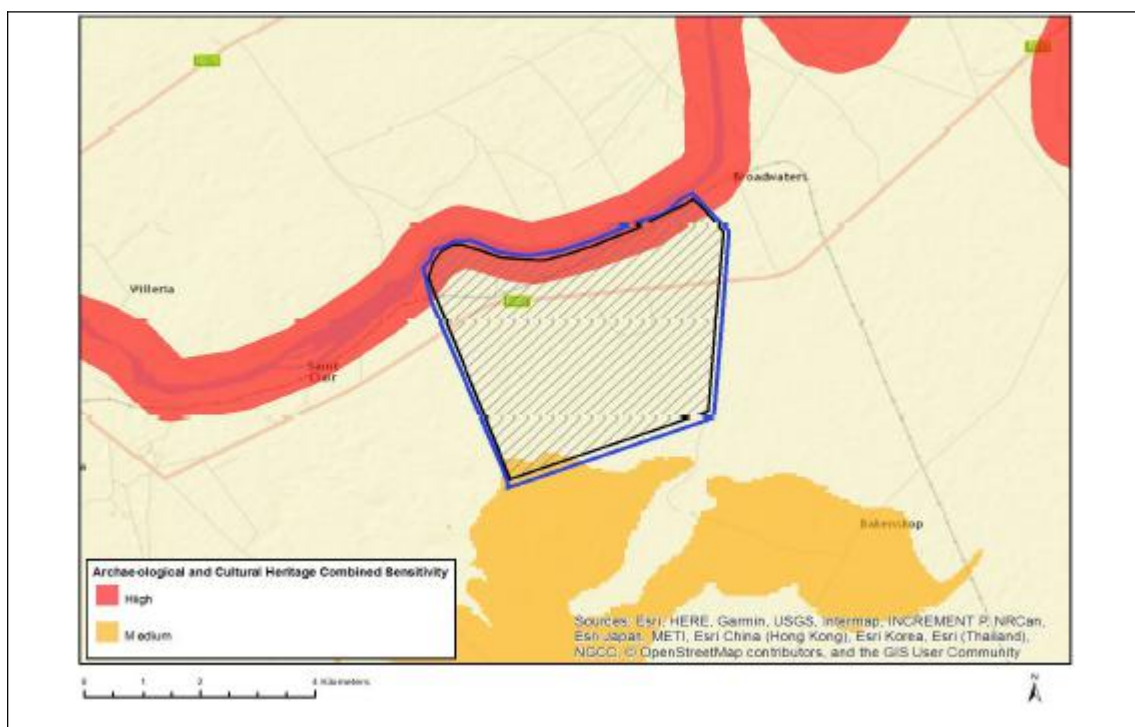 Broadwaters
Willeria
Saint
Clair
Bakenskop
Archaeological and Cultural Heritage Combined Sensitivity
High
Medium
Sources: Esri, HERE, Garmin, USGS, Intermap, INCREMENT P, NRCan,
Esri Japan, METI, Esri China (Hong Kong), Esri Korea, Esri (Thailand),
NGCC, © OpenStreetMap contributors, and the GIS User Community
0 1 2 4 Kilometers
N